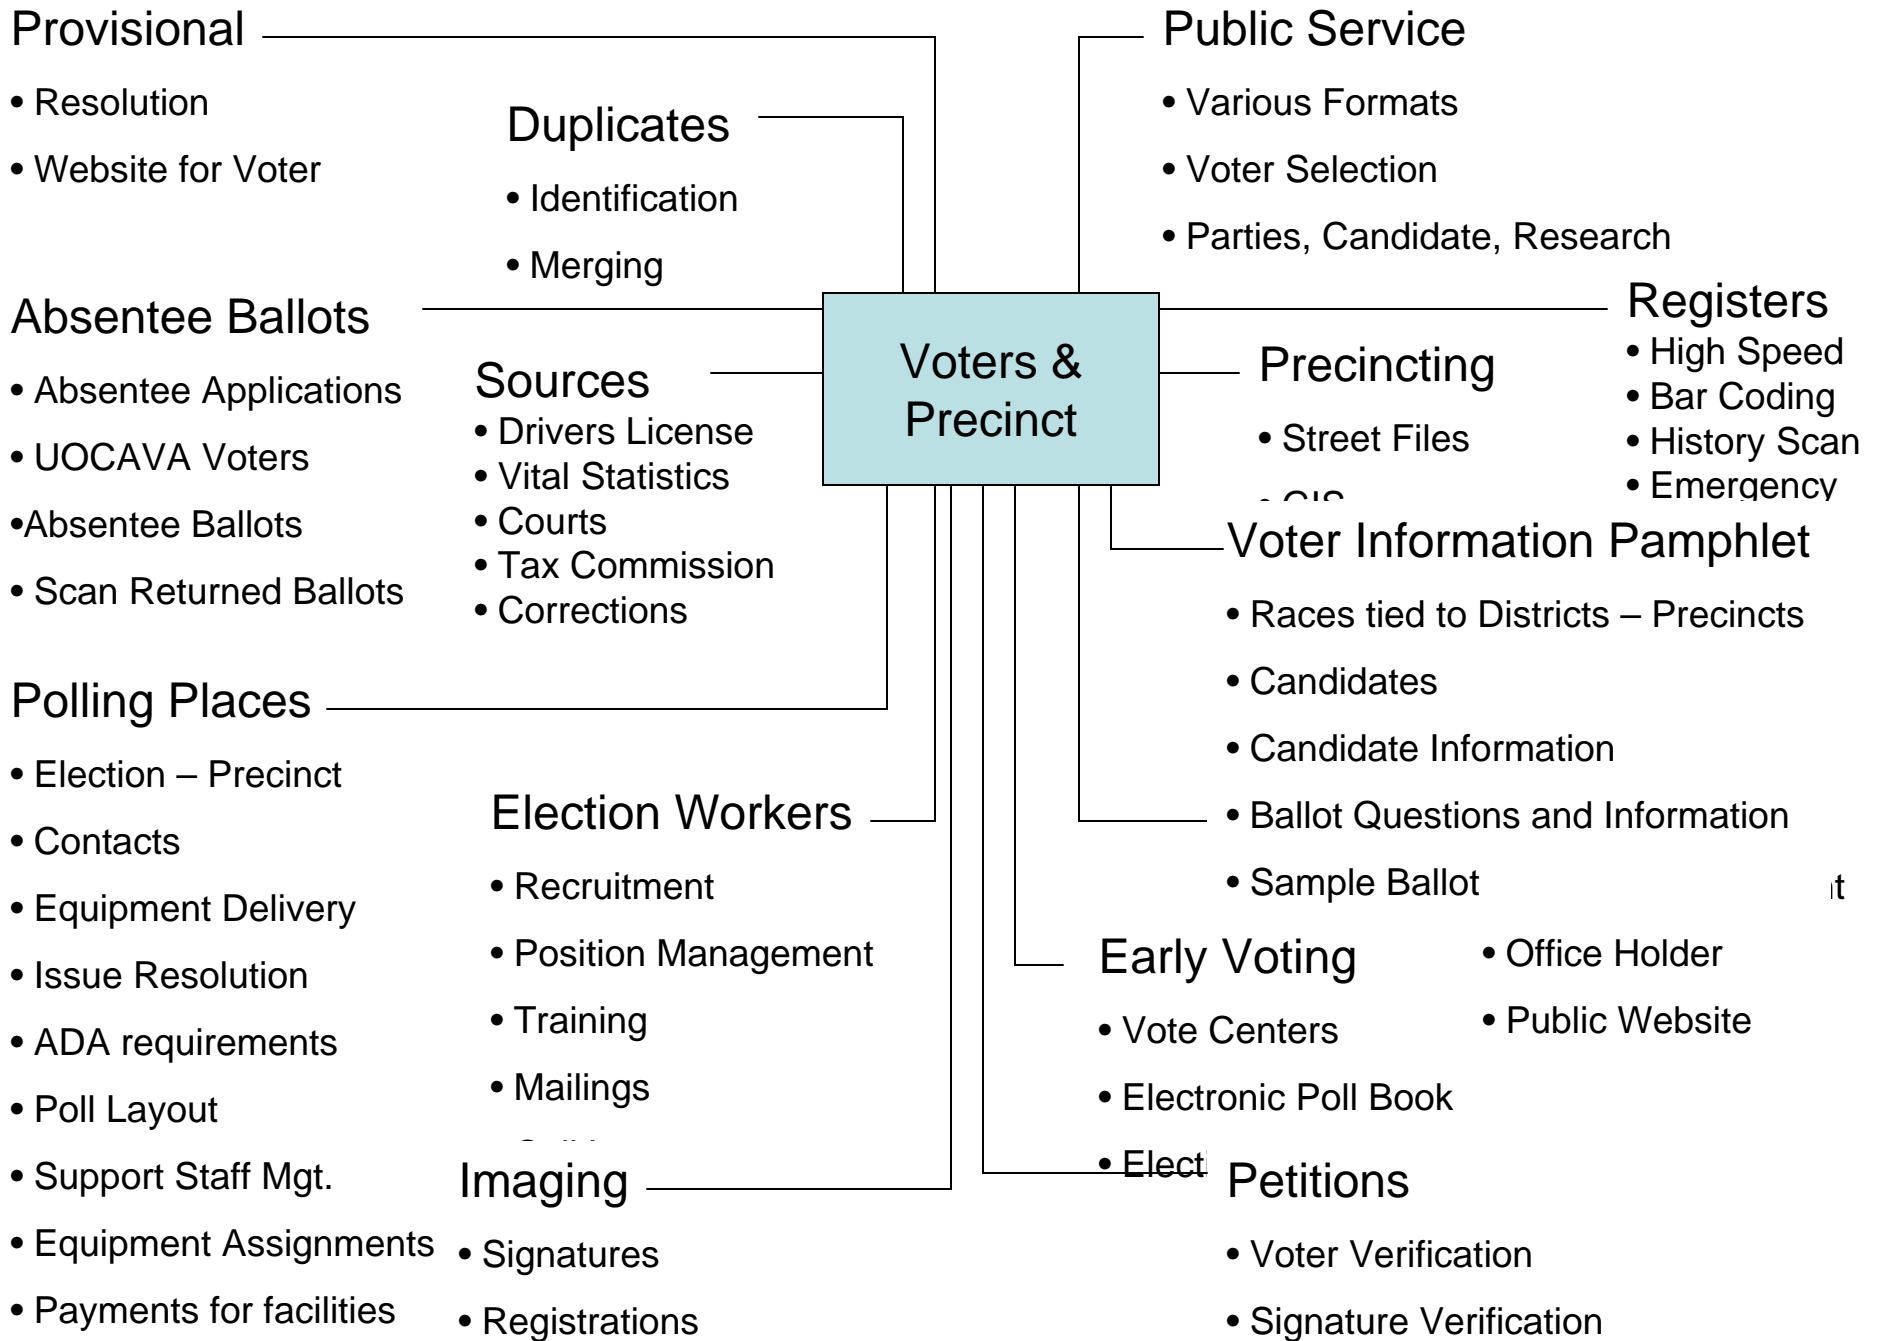 Provisional
• Resolution
• Website for Voter
Duplicates
• Identification
• Merging
Public Service
• Various Formats
• Voter Selection
• Parties, Candidate, Research
Absentee Ballots
• Absentee Applications
• UOCAVA Voters
•Absentee Ballots
• Scan Returned Ballots
Sources
• Drivers License
• Vital Statistics
• Courts
• Tax Commission
• Corrections
Voters &
Precinct
Precincting
• Street Files
• GIS
Registers
• High Speed
• Bar Coding
• History Scan
• Emergency
Voter Information Pamphlet
• Races tied to Districts – Precincts
• Candidates
• Candidate Information
• Ballot Questions and Information
• Sample Ballot
• Office Holder
• Public Website
Polling Places
• Election – Precinct
• Contacts
• Equipment Delivery
• Issue Resolution
• ADA requirements
• Poll Layout
• Support Staff Mgt.
• Equipment Assignments
• Payments for facilities
Election Workers
• Recruitment
• Position Management
• Training
• Mailings
Early Voting
• Vote Centers
• Electronic Poll Book
• Electi
Imaging
• Signatures
• Registrations
Petitions
• Voter Verification
• Signature Verification